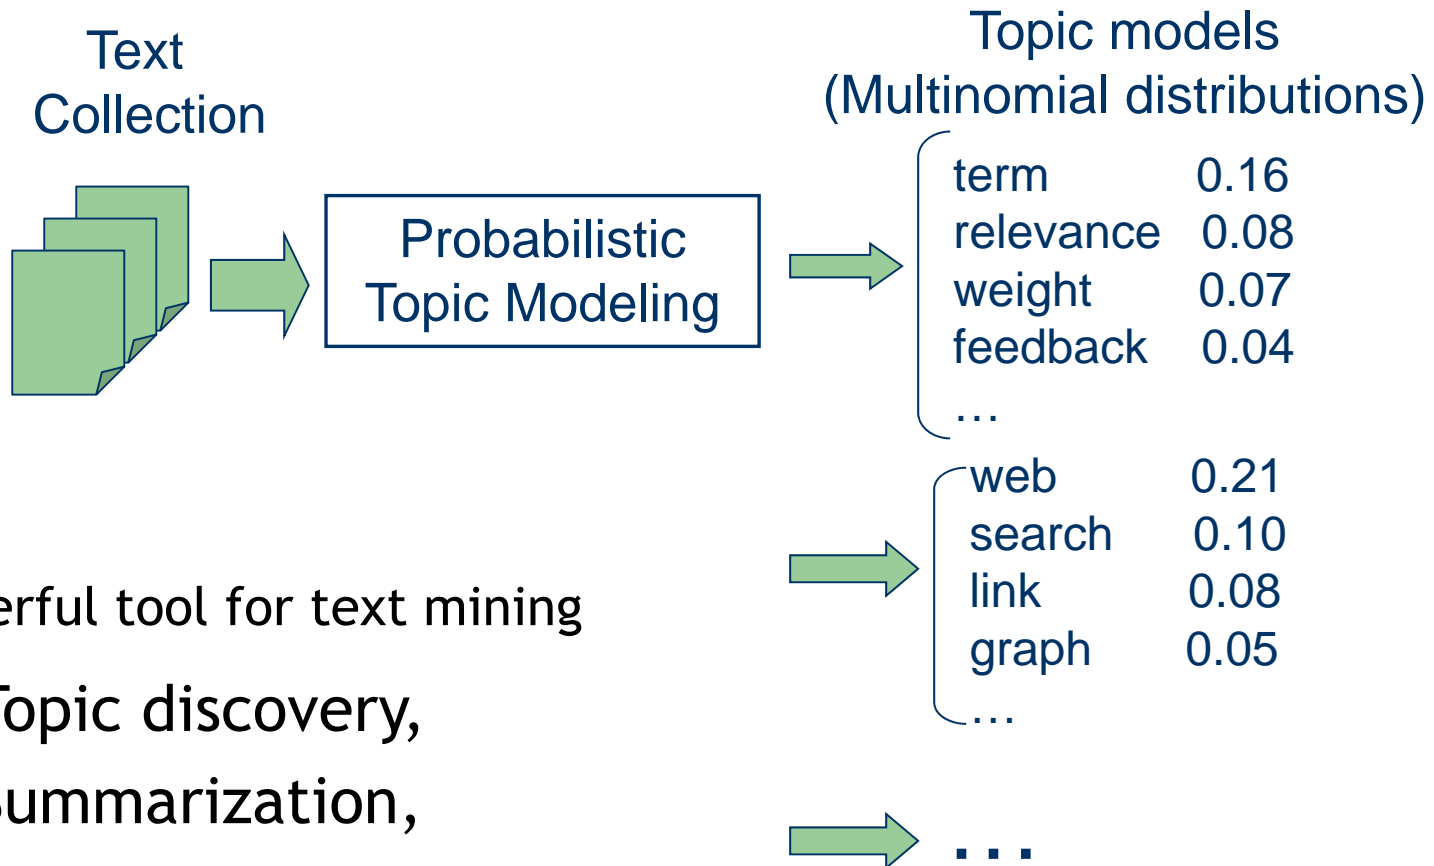 Text
Collection
Probabilistic
Topic Modeling
Topic models
(Multinomial distributions)
term 0.16
relevance 0.08
weight 0.07
feedback 0.04
…
web 0.21
search 0.10
link 0.08
graph 0.05
…
...
erful tool for text mining
Topic discovery,
Summarization,